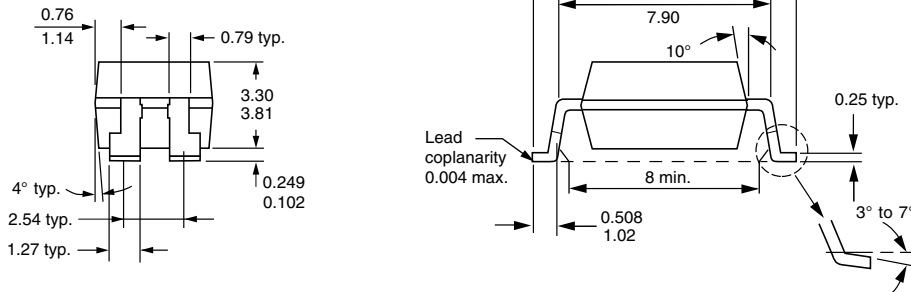 0.76
1.14
0.79 typ.
3.30
3.81
0.249
0.102
4° typ.
2.54 typ.
1.27 typ.
7.90
10°
0.25 typ.
Lead
coplanarity
0.004 max.
8 min.
0.508
1.02
3° to 7°